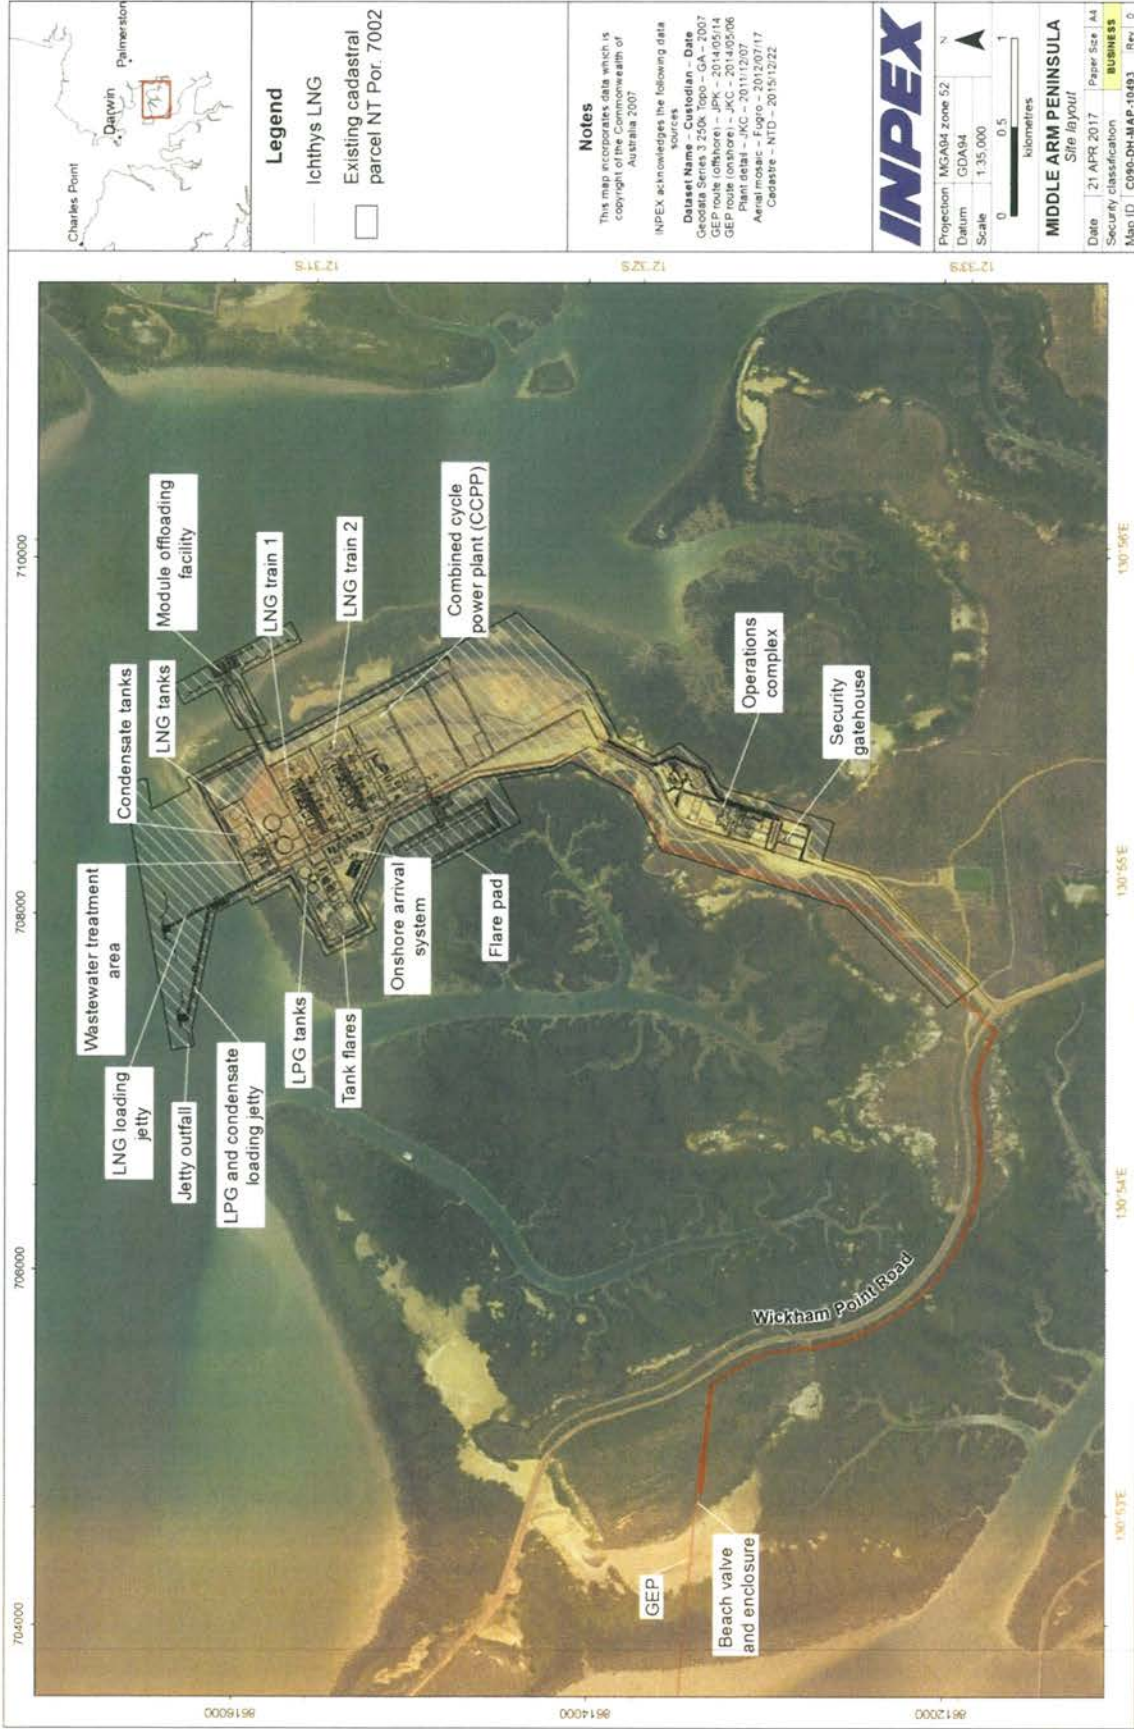 704000
706000
708000
710000
8616000
8614000
8612000
12°31'S
12°32'S
12°33'S
130°53'E
130°54'E
130°55'E
130°56'E
Wastewater treatment
area
Condensate tanks
LNG tanks
Module offloading
facility
LNG loading
jetty
Jetty outfall
LPG and condensate
loading jetty
LNG train 1
LNG train 2
LPG tanks
Tank flares
Onshore arrival
system
Flare pad
Combined cycle
power plant (CCPP)
Operations
complex
Security
gatehouse
Wickham Point Road
GEP
Beach valve
and enclosure
Charles Point
Darwin
Palmerston
Legend
Ichthys LNG
Existing cadastral
parcel NT Por. 7002
Notes
This map incorporates data which is
copyright of the Commonwealth of
Australia 2007
INPEX acknowledges the following data
sources
Dataset Name - Custodian - Date
Geodata Series 3 250k Topo - GA - 2007
GEP route (offshore) - JPK - 2014/05/14
GEP route (onshore) - JKC - 2014/05/06
Plant detail - JKC - 2011/12/07
Aerial mosaic - Fugro - 2012/07/17
Cadastre - NTD - 2015/12/22
INPEX
Projection MGA94 zone 52
Datum GDA94
Scale 1:35,000
N
0 0.5 1
kilometres
MIDDLE ARM PENINSULA
Site layout
Date 21 APR 2017 Paper Size A4
Security classification BUSINESS
Map ID C090-DH-MAP-10493 Rev 0